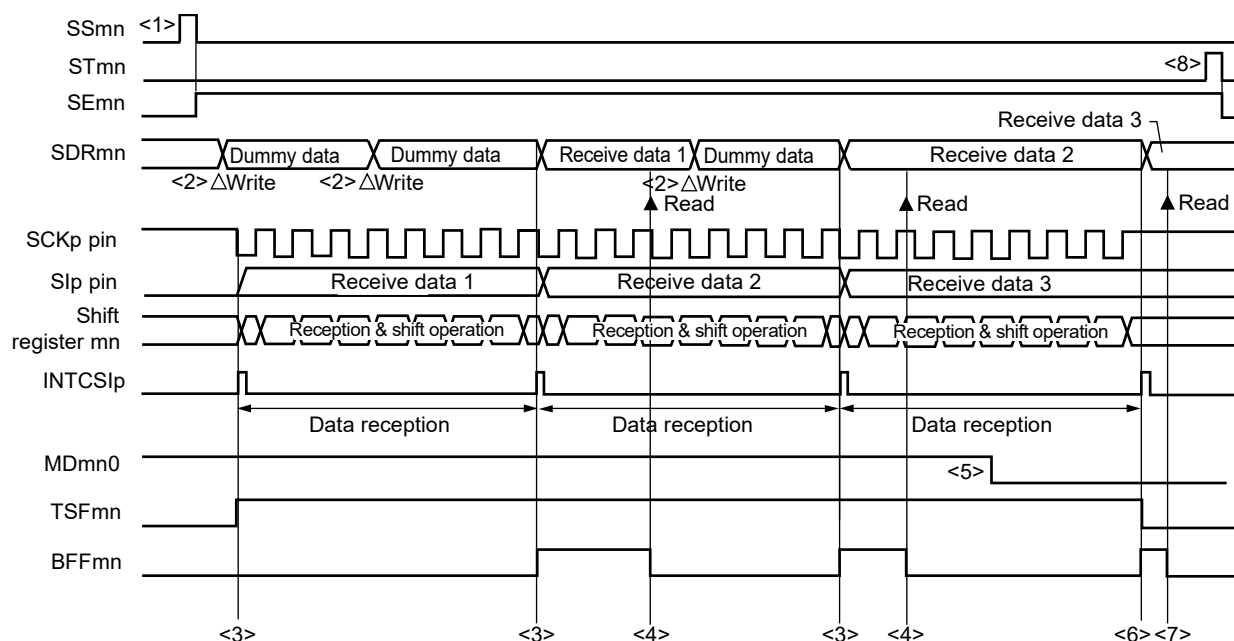 SSmn <1>
STmn <8>
SEmn
Receive data 3
SDRmn Dummy data Dummy data Receive data 1 Dummy data Receive data 2
<2> △Write <2> △Write <2> △Write
▲ Read ▲ Read ▲ Read
SCKp pin
SIp pin Receive data 1 Receive data 2 Receive data 3
Shift
register mn Reception & shift operation Reception & shift operation Reception & shift operation
INTCSIp
Data reception Data reception Data reception
MDmn0 <5>
TSFmn
BFFmn
<3> <3> <4> <3> <4> <6> <7>